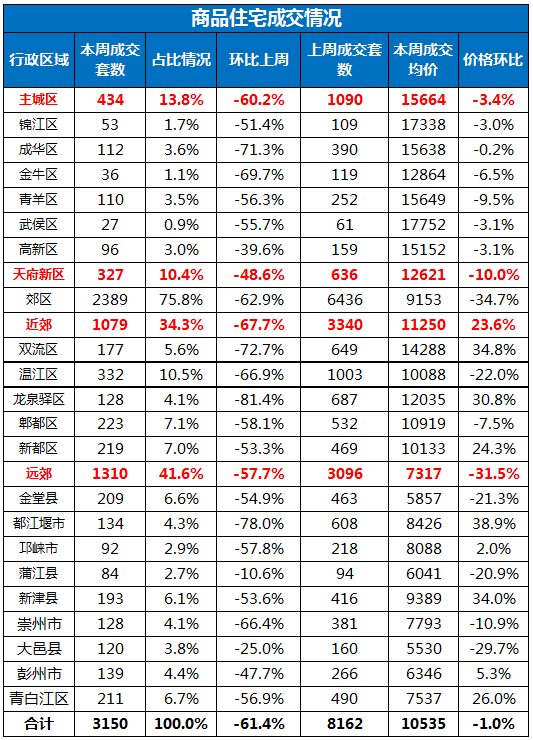 商品住宅成交情况
行政区域 本周成交套数 占比情况 环比上周 上周成交套数 本周成交均价 价格环比
主城区 434 13.8% -60.2% 1090 15664 -3.4%
锦江区 53 1.7% -51.4% 109 17338 -3.0%
成华区 112 3.6% -71.3% 390 15638 -0.2%
金牛区 36 1.1% -69.7% 119 12864 -6.5%
青羊区 110 3.5% -56.3% 252 15649 -9.5%
武侯区 27 0.9% -55.7% 61 17752 -3.1%
高新区 96 3.0% -39.6% 159 15152 -3.1%
天府新区 327 10.4% -48.6% 636 12621 -10.0%
郊区 2389 75.8% -62.9% 6436 9153 -34.7%
近郊 1079 34.3% -67.7% 3340 11250 23.6%
双流区 177 5.6% -72.7% 649 14288 34.8%
温江区 332 10.5% -66.9% 1003 10088 -22.0%
龙泉驿区 128 4.1% -81.4% 687 12035 30.8%
郫都区 223 7.1% -58.1% 532 10919 -7.5%
新都区 219 7.0% -53.3% 469 10133 24.3%
远郊 1310 41.6% -57.7% 3096 7317 -31.5%
金堂县 209 6.6% -54.9% 463 5857 -21.3%
都江堰市 134 4.3% -78.0% 608 8426 38.9%
邛崃市 92 2.9% -57.8% 218 8088 2.0%
蒲江县 84 2.7% -10.6% 94 6041 -20.9%
新津县 193 6.1% -53.6% 416 9389 34.0%
崇州市 128 4.1% -66.4% 381 7793 -10.9%
大邑县 120 3.8% -25.0% 160 5530 -29.7%
彭州市 139 4.4% -47.7% 266 6346 5.3%
青白江区 211 6.7% -56.9% 490 7537 26.0%
合计 3150 100.0% -61.4% 8162 10535 -1.0%